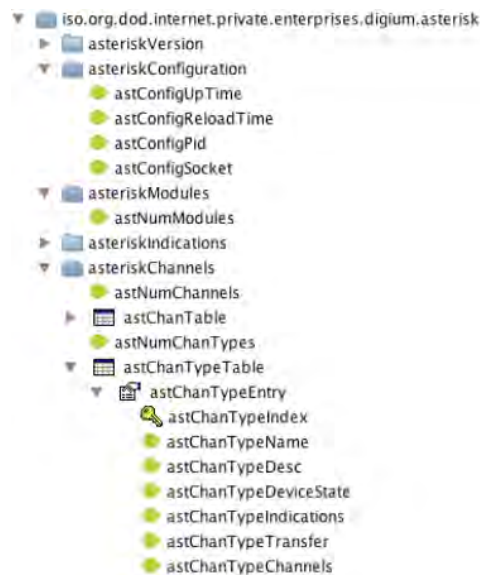 iso.org.dod.internet.private.enterprises.digium.asterisk
asteriskVersion
asteriskConfiguration
astConfigUpTime
astConfigReloadTime
astConfigPid
astConfigSocket
asteriskModules
astNumModules
asteriskIndications
asteriskChannels
astNumChannels
astChanTable
astNumChanTypes
astChanTypeTable
astChanTypeEntry
astChanTypeIndex
astChanTypeName
astChanTypeDesc
astChanTypeDeviceState
astChanTypeIndications
astChanTypeTransfer
astChanTypeChannels